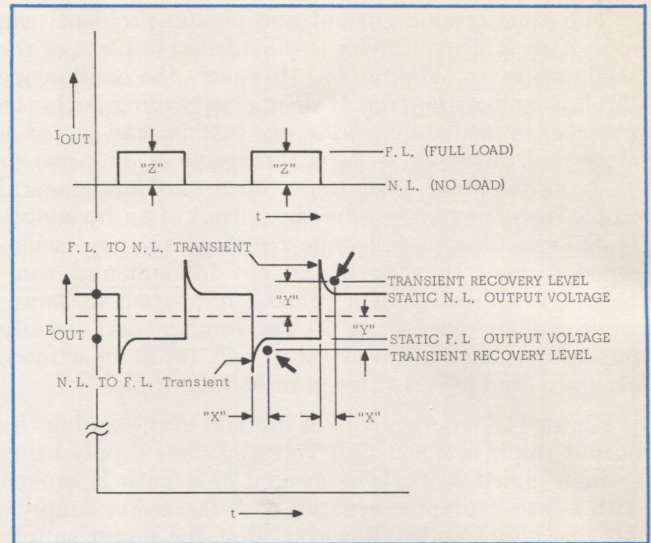 I OUT
"Z"
"Z"
F. L. (FULL LOAD)
N. L. (NO LOAD)
t
F. L. TO N. L. TRANSIENT
"Y"
TRANSIENT RECOVERY LEVEL
STATIC N. L. OUTPUT VOLTAGE
E OUT
"Y"
STATIC F. L OUTPUT VOLTAGE
TRANSIENT RECOVERY LEVEL
N. L. TO F. L. Transient
"X"
"X"
t